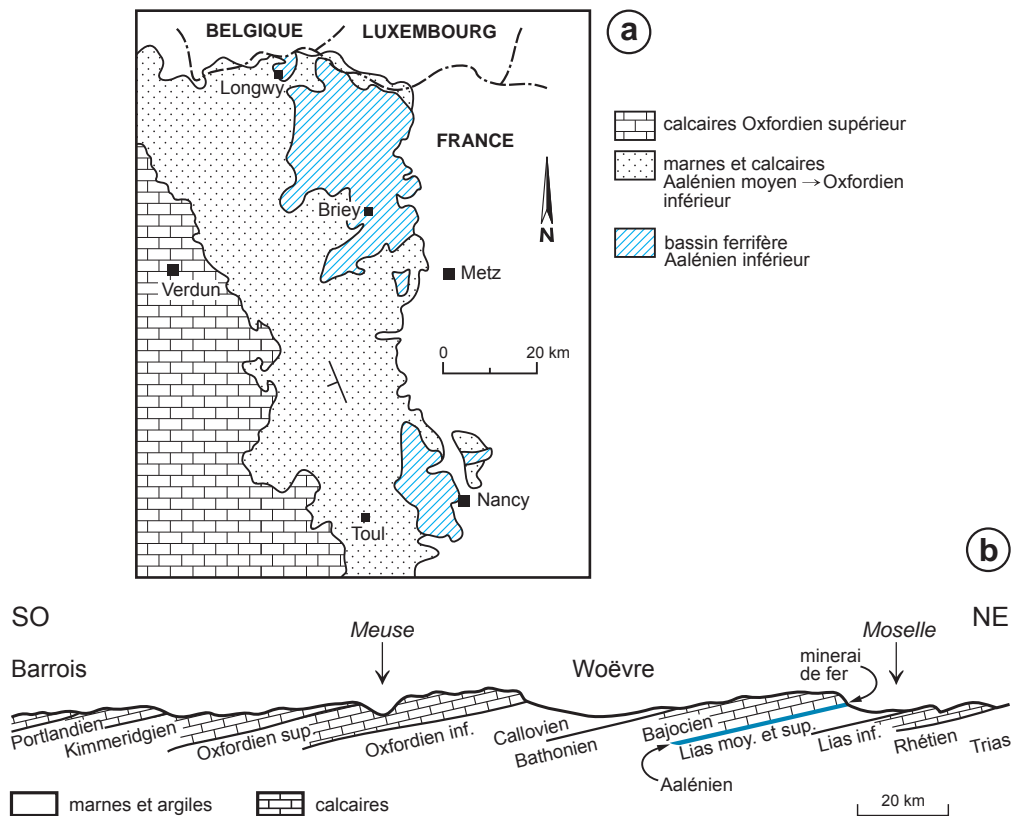 BELGIQUE
LUXEMBOURG
a
Longwy
FRANCE
Briey
N
Metz
Verdun
0
20 km
Nancy
Toul
calcaires Oxfordien supérieur
marnes et calcaires
Aalénien moyen → Oxfordien
inférieur
bassin ferrifère
Aalénien inférieur
b
SO
NE
Meuse
Moselle
Barrois
Woëvre
minerai
de fer
Portlandien
Kimmeridgien
Oxfordien sup.
Oxfordien inf.
Callovien
Bathonien
Bajocien
Lias moy. et sup.
Lias inf.
Rhétien
Trias
Aalénien
marnes et argiles
calcaires
20 km